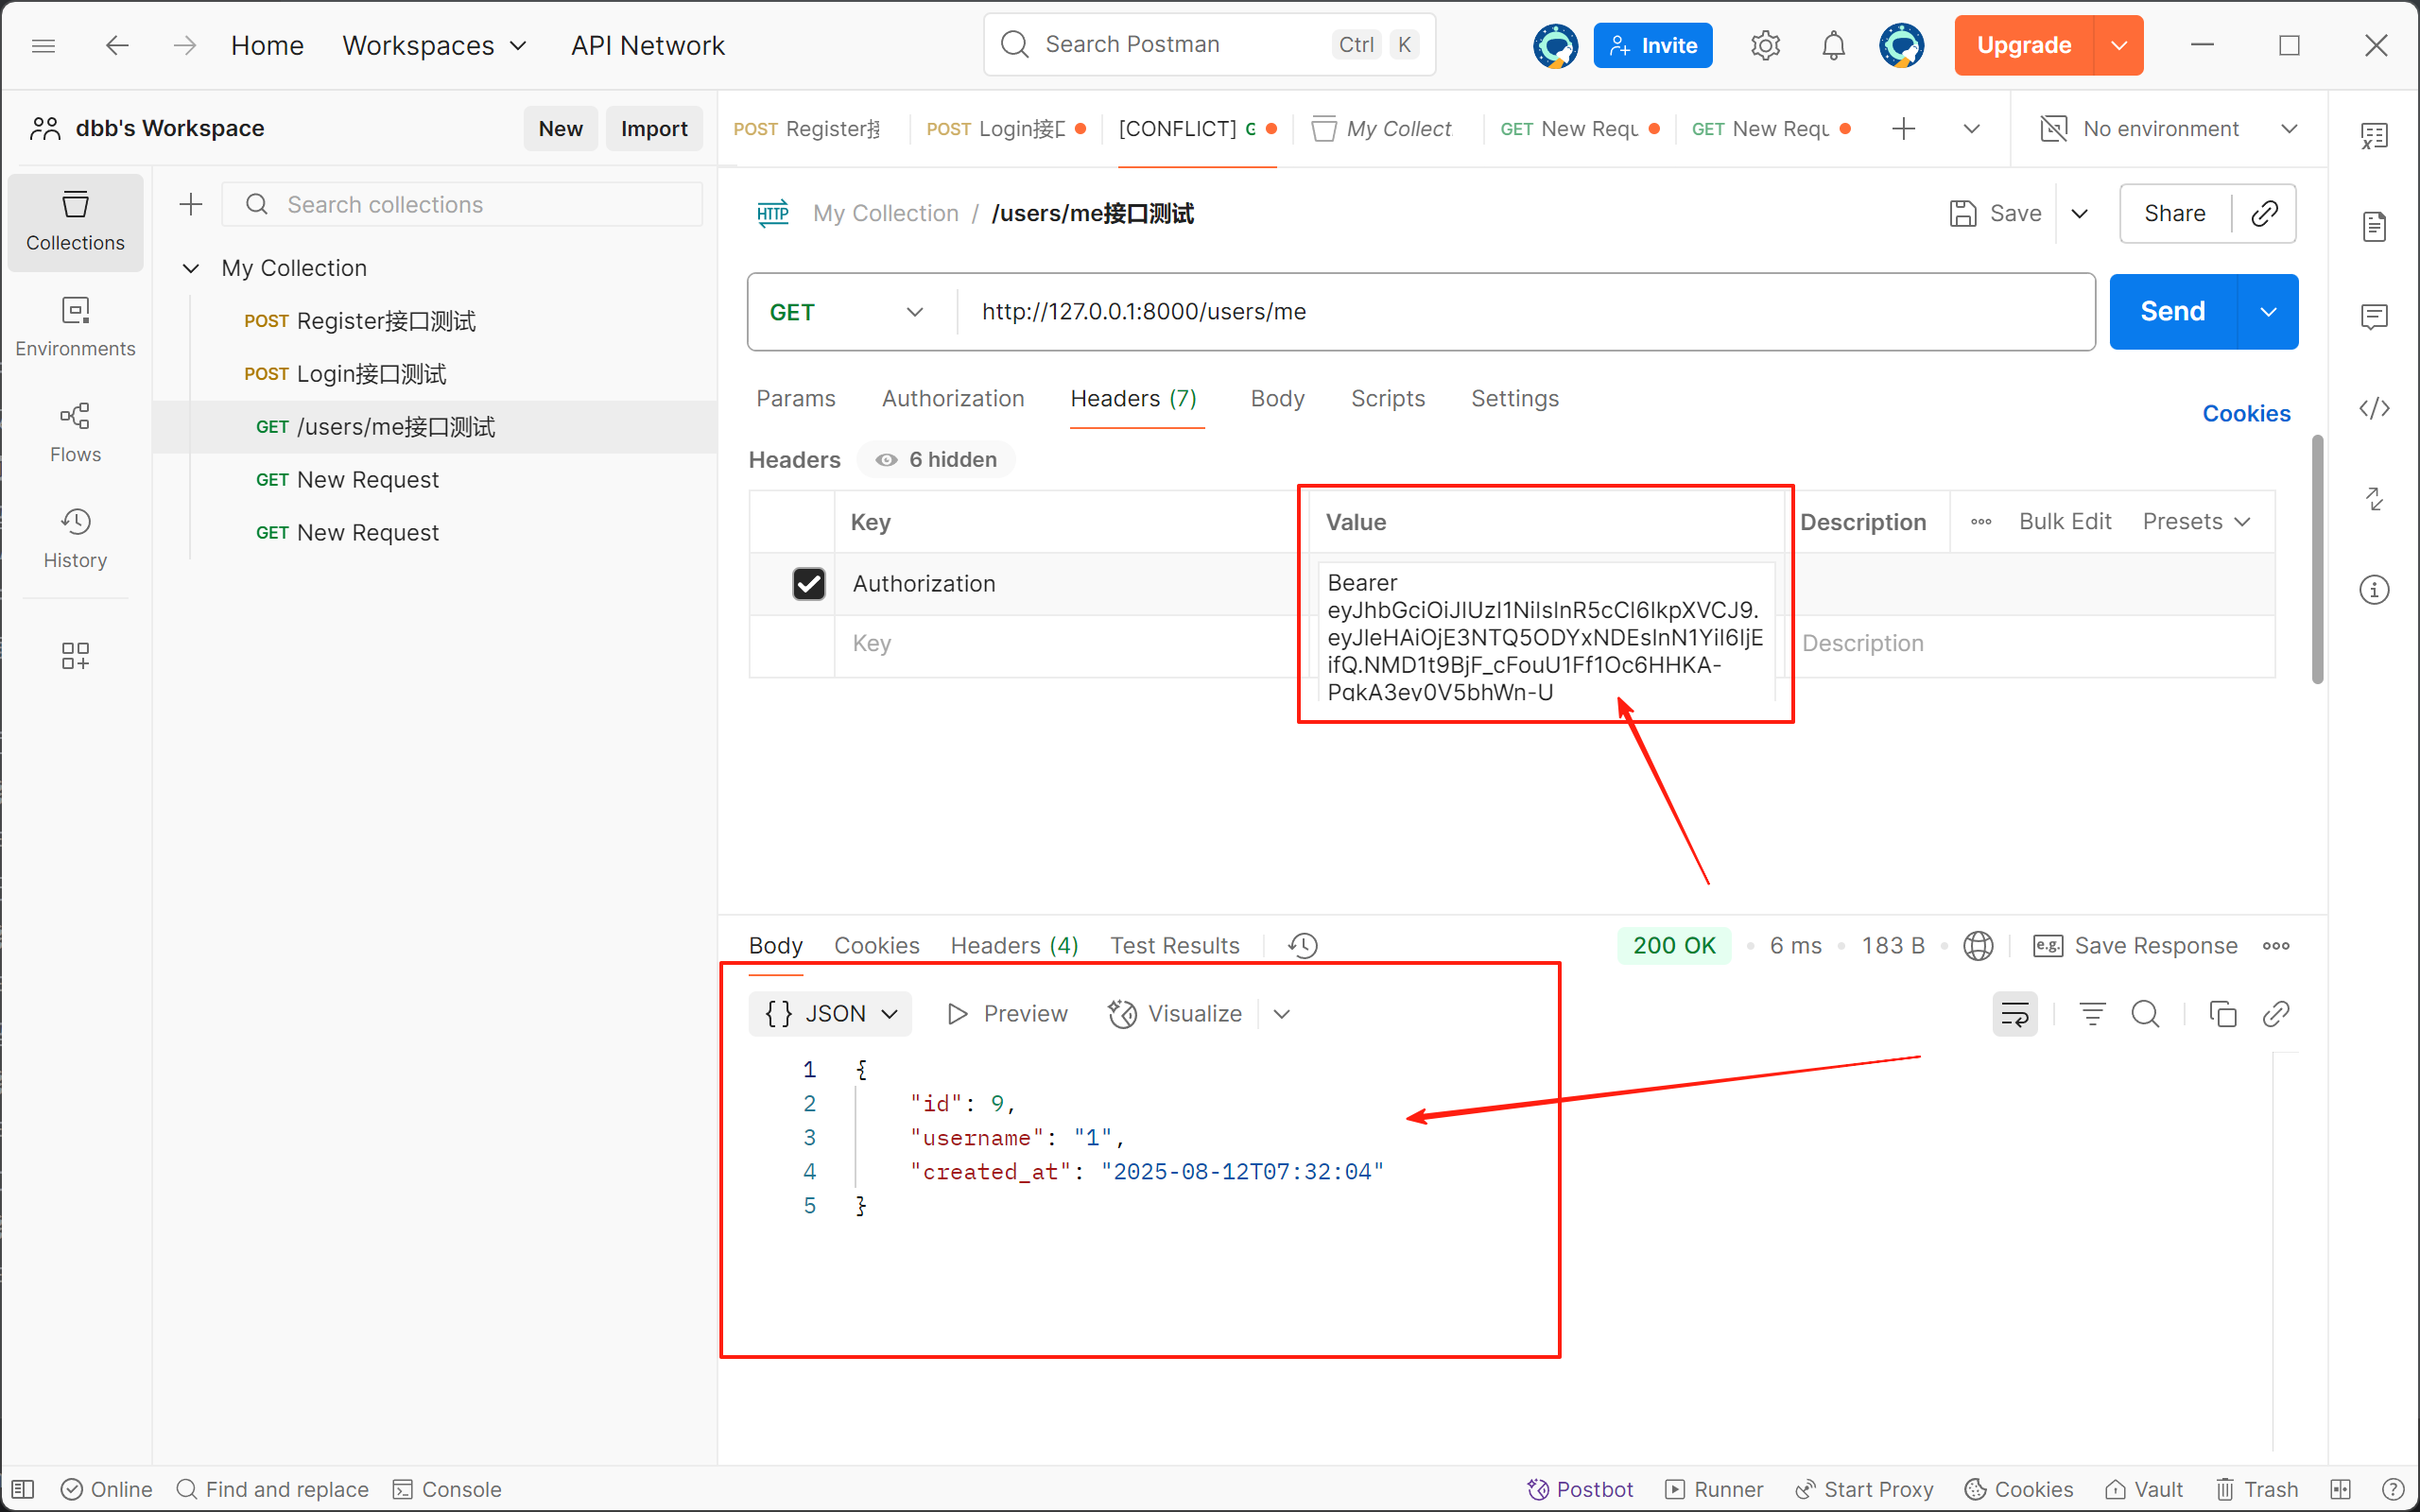 Home Workspaces API Network Search Postman Ctrl K Invite Upgrade
dbb's Workspace New Import
POST Register接 POST Login接 [CONFLICT] G My Collect GET New Requ GET New Requ No environment
Collections
Environments
Flows
History
Search collections
My Collection
POST Register接口测试
POST Login接口测试
GET /users/me接口测试
GET New Request
GET New Request
HTTP My Collection / /users/me接口测试 Save Share
GET http://127.0.0.1:8000/users/me Send
Params Authorization Headers (7) Body Scripts Settings Cookies
Headers 6 hidden
Key Value Description Bulk Edit Presets
Authorization
Bearer
eyJhbGciOiJIUzI1NiIsInR5cCI6IkpXVCJ9.
eyJleHAiOjE3NTQ5ODYxNDEsInN1YiI6IjE
ifQ.NMD1t9BjF_cFouU1Ff1Oc6HHKA-
PgkA3ey0V5bhWn-U
Key Description
Body Cookies Headers (4) Test Results 200 OK 6 ms 183 B e.g. Save Response
{} JSON Preview Visualize
1 {
2 "id": 9,
3 "username": "1",
4 "created_at": "2025-08-12T07:32:04"
5 }
Online Find and replace Console Postbot Runner Start Proxy Cookies Vault Trash